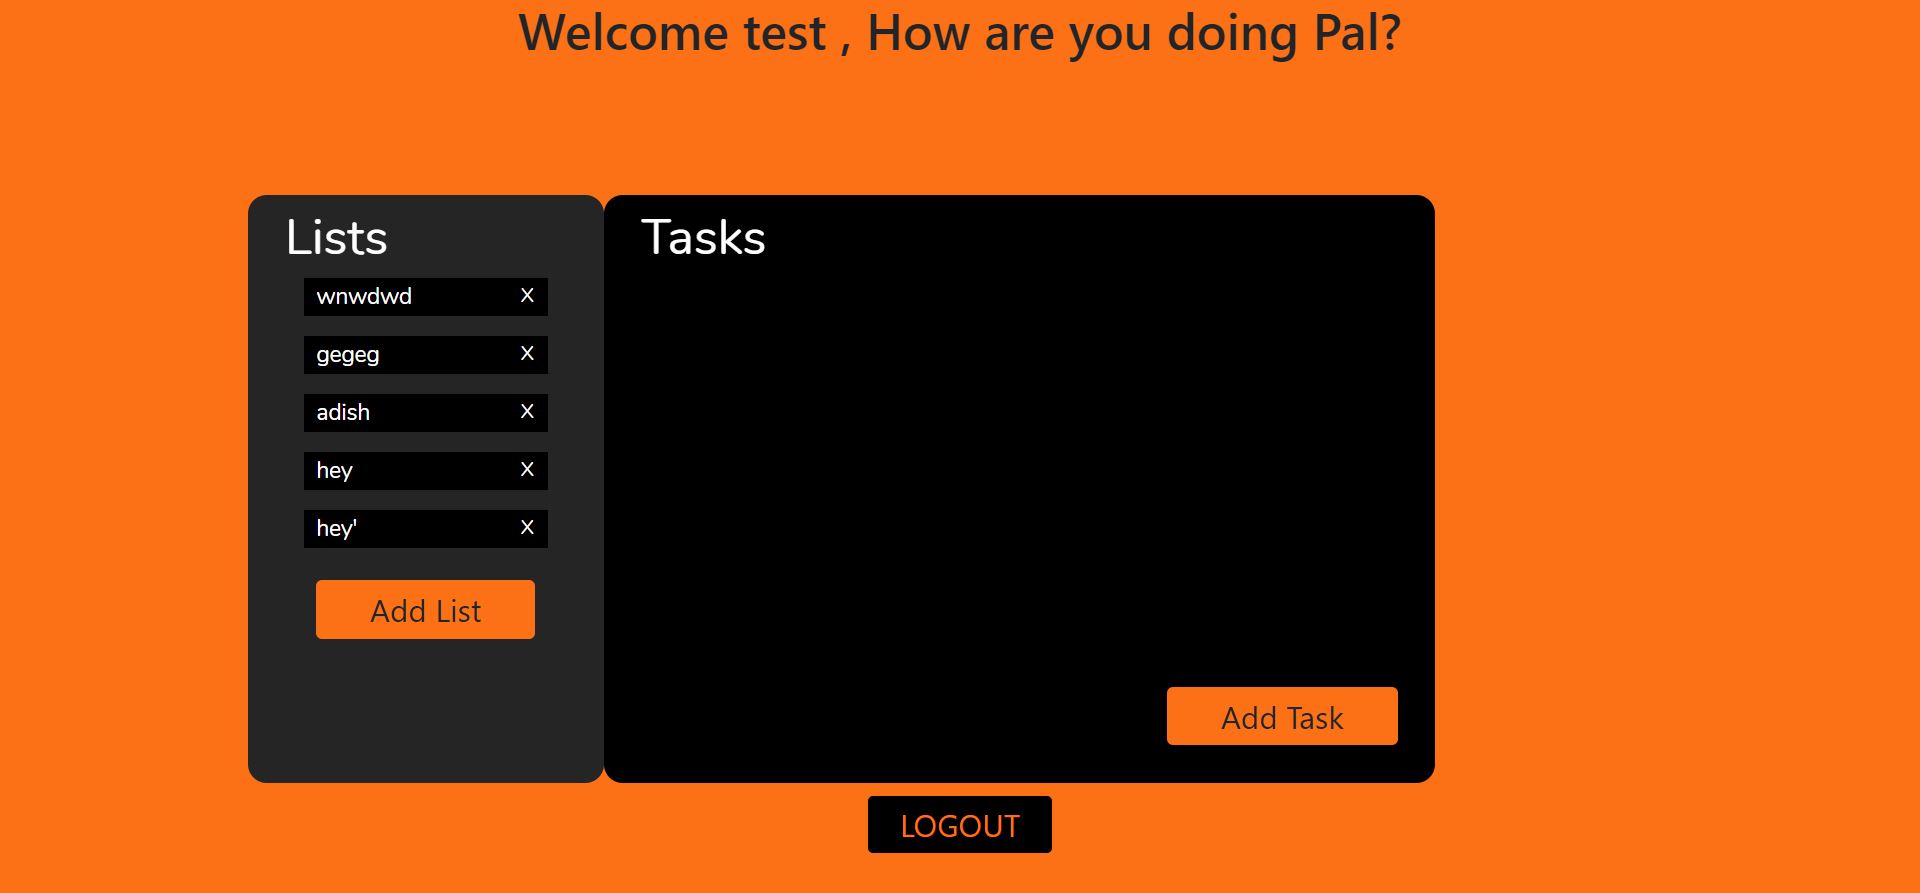 Welcome test , How are you doing Pal?
Lists
wnwdwd X
gegeg X
adish X
hey X
hey' X
Add List
Tasks
Add Task
LOGOUT